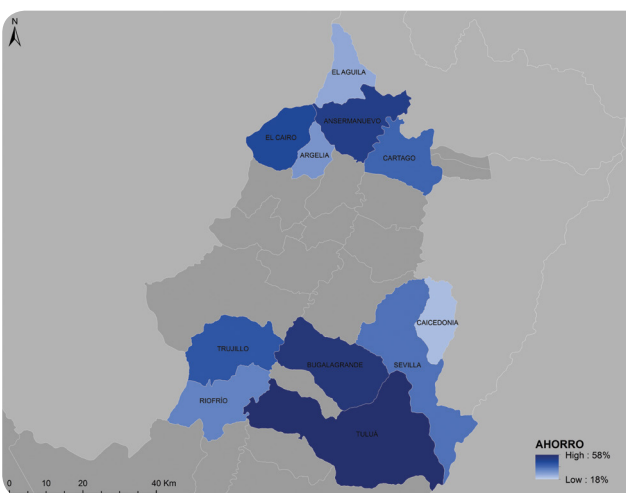 N
EL AGUILA
ANSERMANUEVO
EL CAIRO
ARGELIA
CARTAGO
CAICEDONIA
TRUJILLO
BUGALAGRANDE
SEVILLA
RIOFRÍO
TULUA
AHORRO
High : 58%
Low : 18%
0 10 20 40 Km